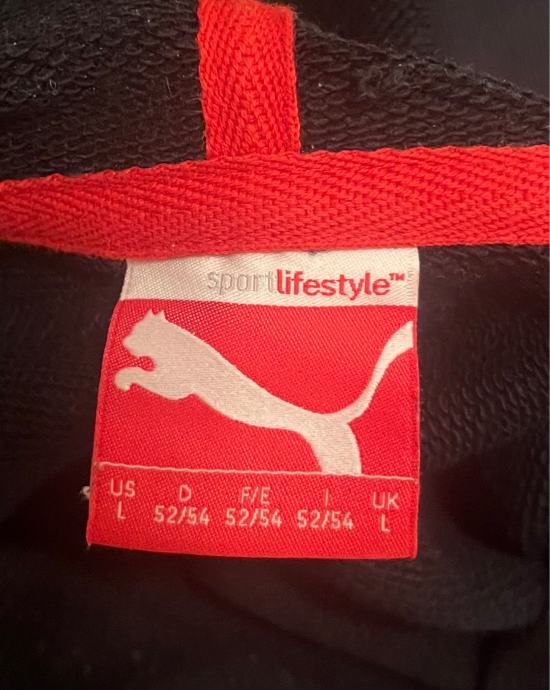 sportlifestyle™
US D F/E I UK
L 52/54 52/54 52/54 L